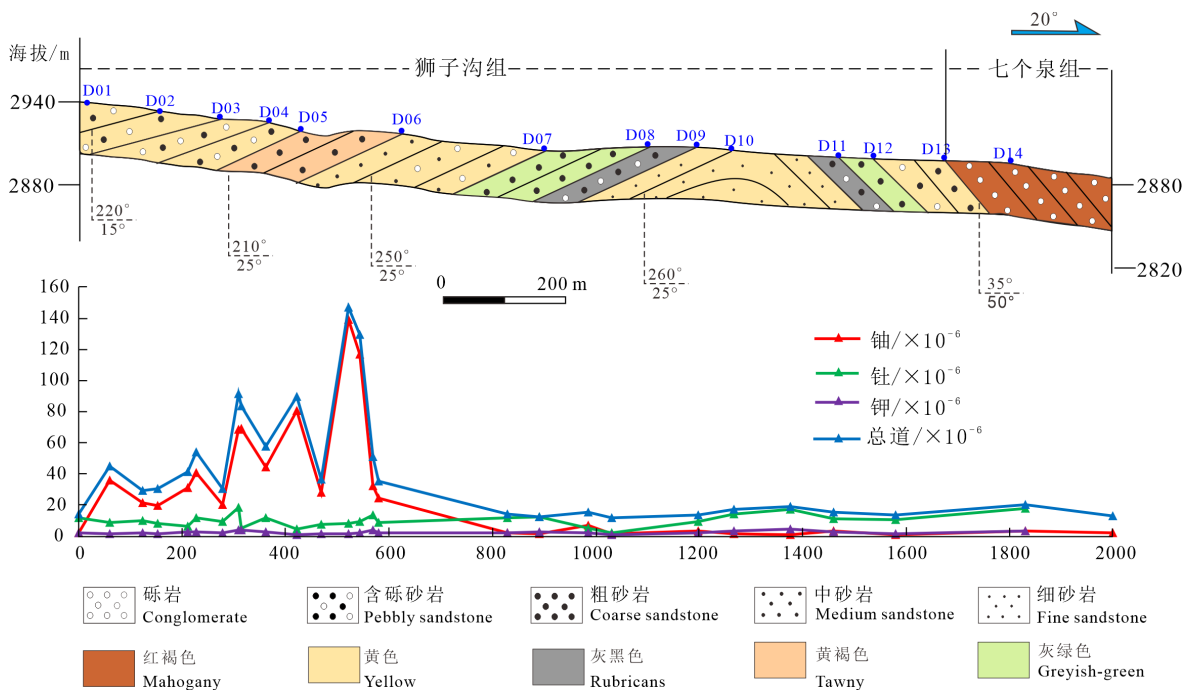 20°
海拔/m
狮子沟组
七个泉组
2940
2880
2880
2820
D01
D02
D03
D04
D05
D06
D07
D08
D09
D10
D11
D12
D13
D14
220°
15°
210°
25°
250°
25°
260°
25°
35°
50°
0 200 m
160
140
120
100
80
60
40
20
0
0 200 400 600 800 1000 1200 1400 1600 1800 2000
铀/×10⁻⁶
钍/×10⁻⁶
钾/×10⁻⁶
总道/×10⁻⁶
砾岩
Conglomerate
含砾砂岩
Pebbly sandstone
粗砂岩
Coarse sandstone
中砂岩
Medium sandstone
细砂岩
Fine sandstone
红褐色
Mahogany
黄色
Yellow
灰黑色
Rubricans
黄褐色
Tawny
灰绿色
Greyish-green